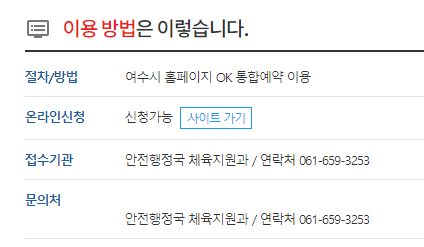 이용 방법은 이렇습니다.
절차/방법 여수시 홈페이지 OK 통합예약 이용
온라인신청 신청가능 사이트 가기
접수기관 안전행정국 체육지원과 / 연락처 061-659-3253
문의처
안전행정국 체육지원과 / 연락처 061-659-3253